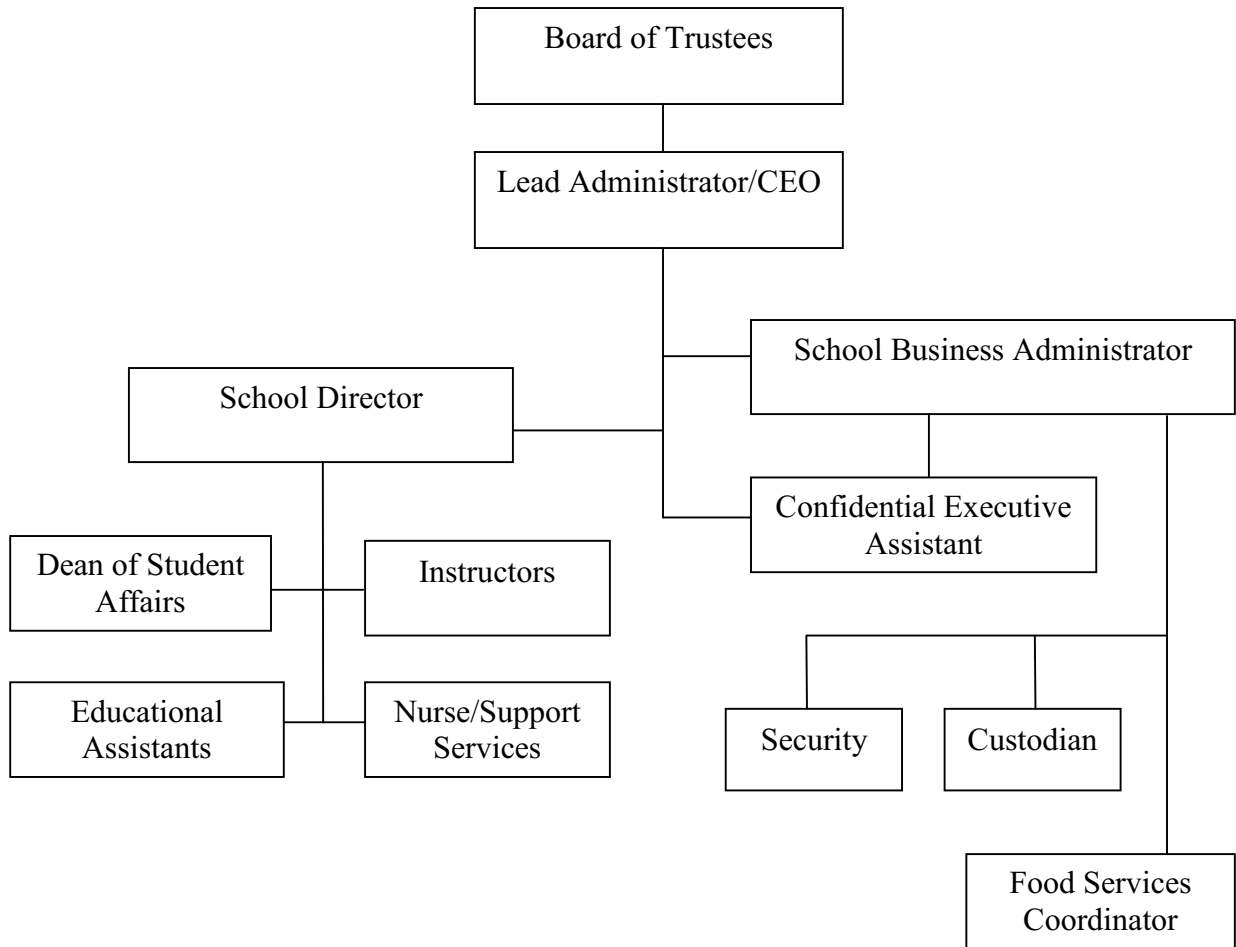 Board of Trustees
Lead Administrator/CEO
School Business Administrator
School Director
Confidential Executive
Assistant
Dean of Student
Affairs
Instructors
Educational
Assistants
Nurse/Support
Services
Security
Custodian
Food Services
Coordinator